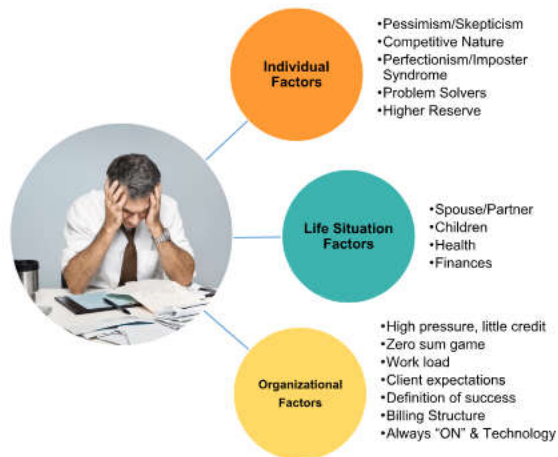 Individual
Factors
•Pessimism/Skepticism
•Competitive Nature
•Perfectionism/Imposter
Syndrome
•Problem Solvers
•Higher Reserve
Life Situation
Factors
•Spouse/Partner
•Children
•Health
•Finances
Organizational
Factors
•High pressure, little credit
•Zero sum game
•Work load
•Client expectations
•Definition of success
•Billing Structure
•Always “ON” & Technology